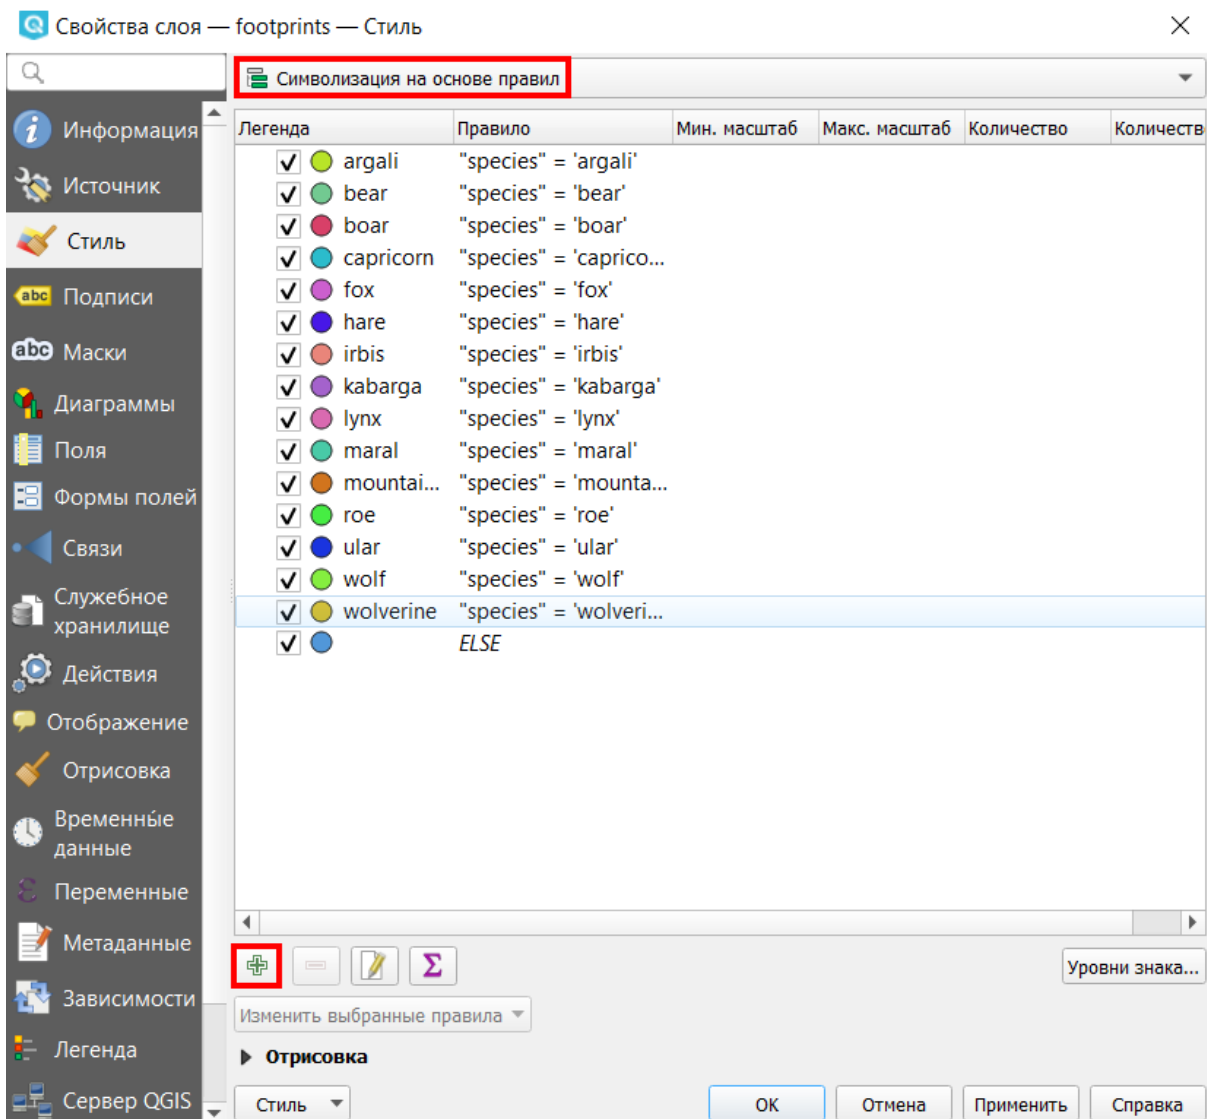 Свойства слоя — footprints — Стиль
Символизация на основе правил
Информация
Источник
Стиль
abc Подписи
abc Маски
Диаграммы
Поля
Формы полей
Связи
Служебное
хранилище
Действия
Отображение
Отрисовка
Временны́е
данные
Переменные
Метаданные
Зависимости
Легенда
Сервер QGIS
Легенда Правило Мин. масштаб Макс. масштаб Количество Количеств
argali "species" = 'argali'
bear "species" = 'bear'
boar "species" = 'boar'
capricorn "species" = 'caprico...
fox "species" = 'fox'
hare "species" = 'hare'
irbis "species" = 'irbis'
kabarga "species" = 'kabarga'
lynx "species" = 'lynx'
maral "species" = 'maral'
mountai... "species" = 'mounta...
roe "species" = 'roe'
ular "species" = 'ular'
wolf "species" = 'wolf'
wolverine "species" = 'wolveri...
ELSE
Σ
Уровни знака...
Изменить выбранные правила
Отрисовка
Стиль
ОК
Отмена
Применить
Справка